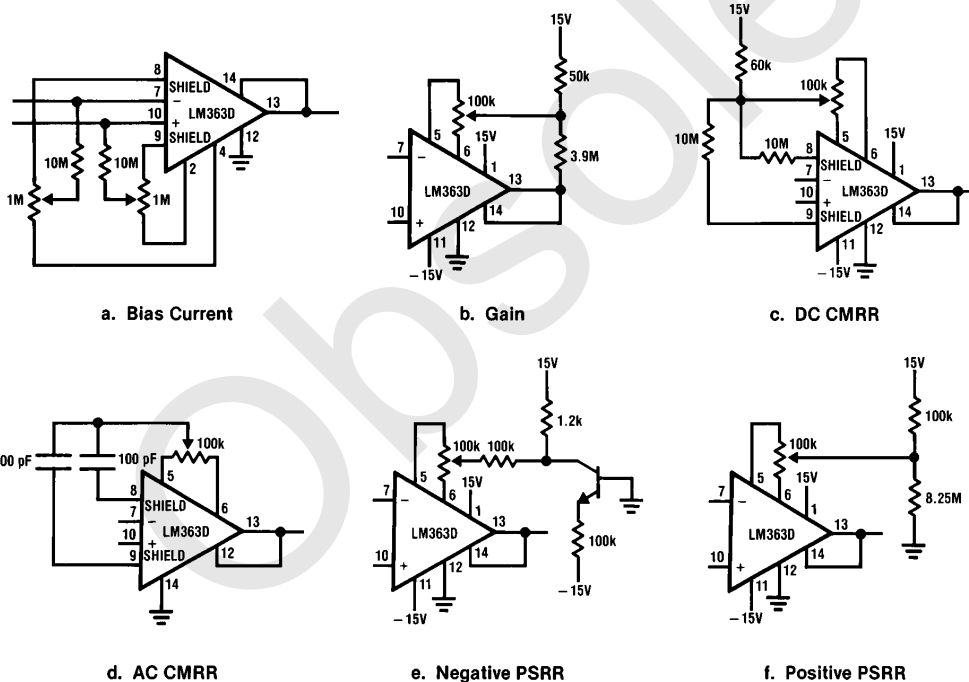 a. Bias Current
8
SHIELD
7
−
10
+
9
SHIELD
14
LM363D
13
12
4
2
10M
10M
1M
1M
b. Gain
15V
50k
100k
3.9M
5
6
15V
1
7
−
LM363D
13
14
10
+
12
11
−15V
c. DC CMRR
15V
60k
100k
10M
10M
5
6
15V
1
8
SHIELD
7
−
LM363D
13
10
+
14
9
SHIELD
12
11
−15V
d. AC CMRR
00 pF
100 pF
100k
5
6
8
SHIELD
7
−
LM363D
13
10
+
12
9
SHIELD
14
e. Negative PSRR
15V
1.2k
100k
100k
5
6
15V
1
7
−
LM363D
13
14
10
+
12
11
−15V
100k
−15V
f. Positive PSRR
15V
100k
100k
8.25M
5
6
15V
1
7
−
LM363D
13
14
10
+
12
11
−15V
Obsole